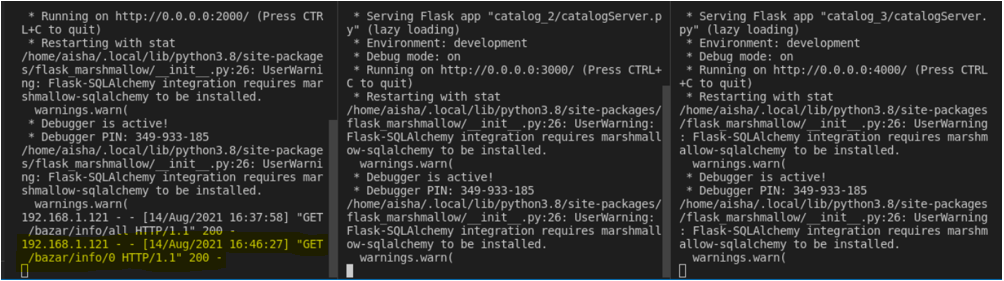 * Running on http://0.0.0.0:2000/ (Press CTR
L+C to quit)
 * Restarting with stat
/home/aisha/.local/lib/python3.8/site-package
s/flask_marshmallow/__init__.py:26: UserWarni
ng: Flask-SQLAlchemy integration requires mar
shmallow-sqlalchemy to be installed.
  warnings.warn(
 * Debugger is active!
 * Debugger PIN: 349-933-185
/home/aisha/.local/lib/python3.8/site-package
s/flask_marshmallow/__init__.py:26: UserWarni
ng: Flask-SQLAlchemy integration requires mar
shmallow-sqlalchemy to be installed.
  warnings.warn(
192.168.1.121 - - [14/Aug/2021 16:37:58] "GET
 /bazar/info/all HTTP/1.1" 200 -
192.168.1.121 - - [14/Aug/2021 16:46:27] "GET
 /bazar/info/0 HTTP/1.1" 200 -
 * Serving Flask app "catalog_2/catalogServer.p
y" (lazy loading)
 * Environment: development
 * Debug mode: on
 * Running on http://0.0.0.0:3000/ (Press CTRL+
C to quit)
 * Restarting with stat
/home/aisha/.local/lib/python3.8/site-packages/
flask_marshmallow/__init__.py:26: UserWarning:
Flask-SQLAlchemy integration requires marshmall
ow-sqlalchemy to be installed.
  warnings.warn(
 * Debugger is active!
 * Debugger PIN: 349-933-185
/home/aisha/.local/lib/python3.8/site-packages/
flask_marshmallow/__init__.py:26: UserWarning:
Flask-SQLAlchemy integration requires marshmall
ow-sqlalchemy to be installed.
  warnings.warn(
 * Serving Flask app "catalog_3/catalogServer.
py" (lazy loading)
 * Environment: development
 * Debug mode: on
 * Running on http://0.0.0.0:4000/ (Press CTRL
+C to quit)
 * Restarting with stat
/home/aisha/.local/lib/python3.8/site-packages
/flask_marshmallow/__init__.py:26: UserWarning
: Flask-SQLAlchemy integration requires marshm
allow-sqlalchemy to be installed.
  warnings.warn(
 * Debugger is active!
 * Debugger PIN: 349-933-185
/home/aisha/.local/lib/python3.8/site-packages
/flask_marshmallow/__init__.py:26: UserWarning
: Flask-SQLAlchemy integration requires marshm
allow-sqlalchemy to be installed.
  warnings.warn(